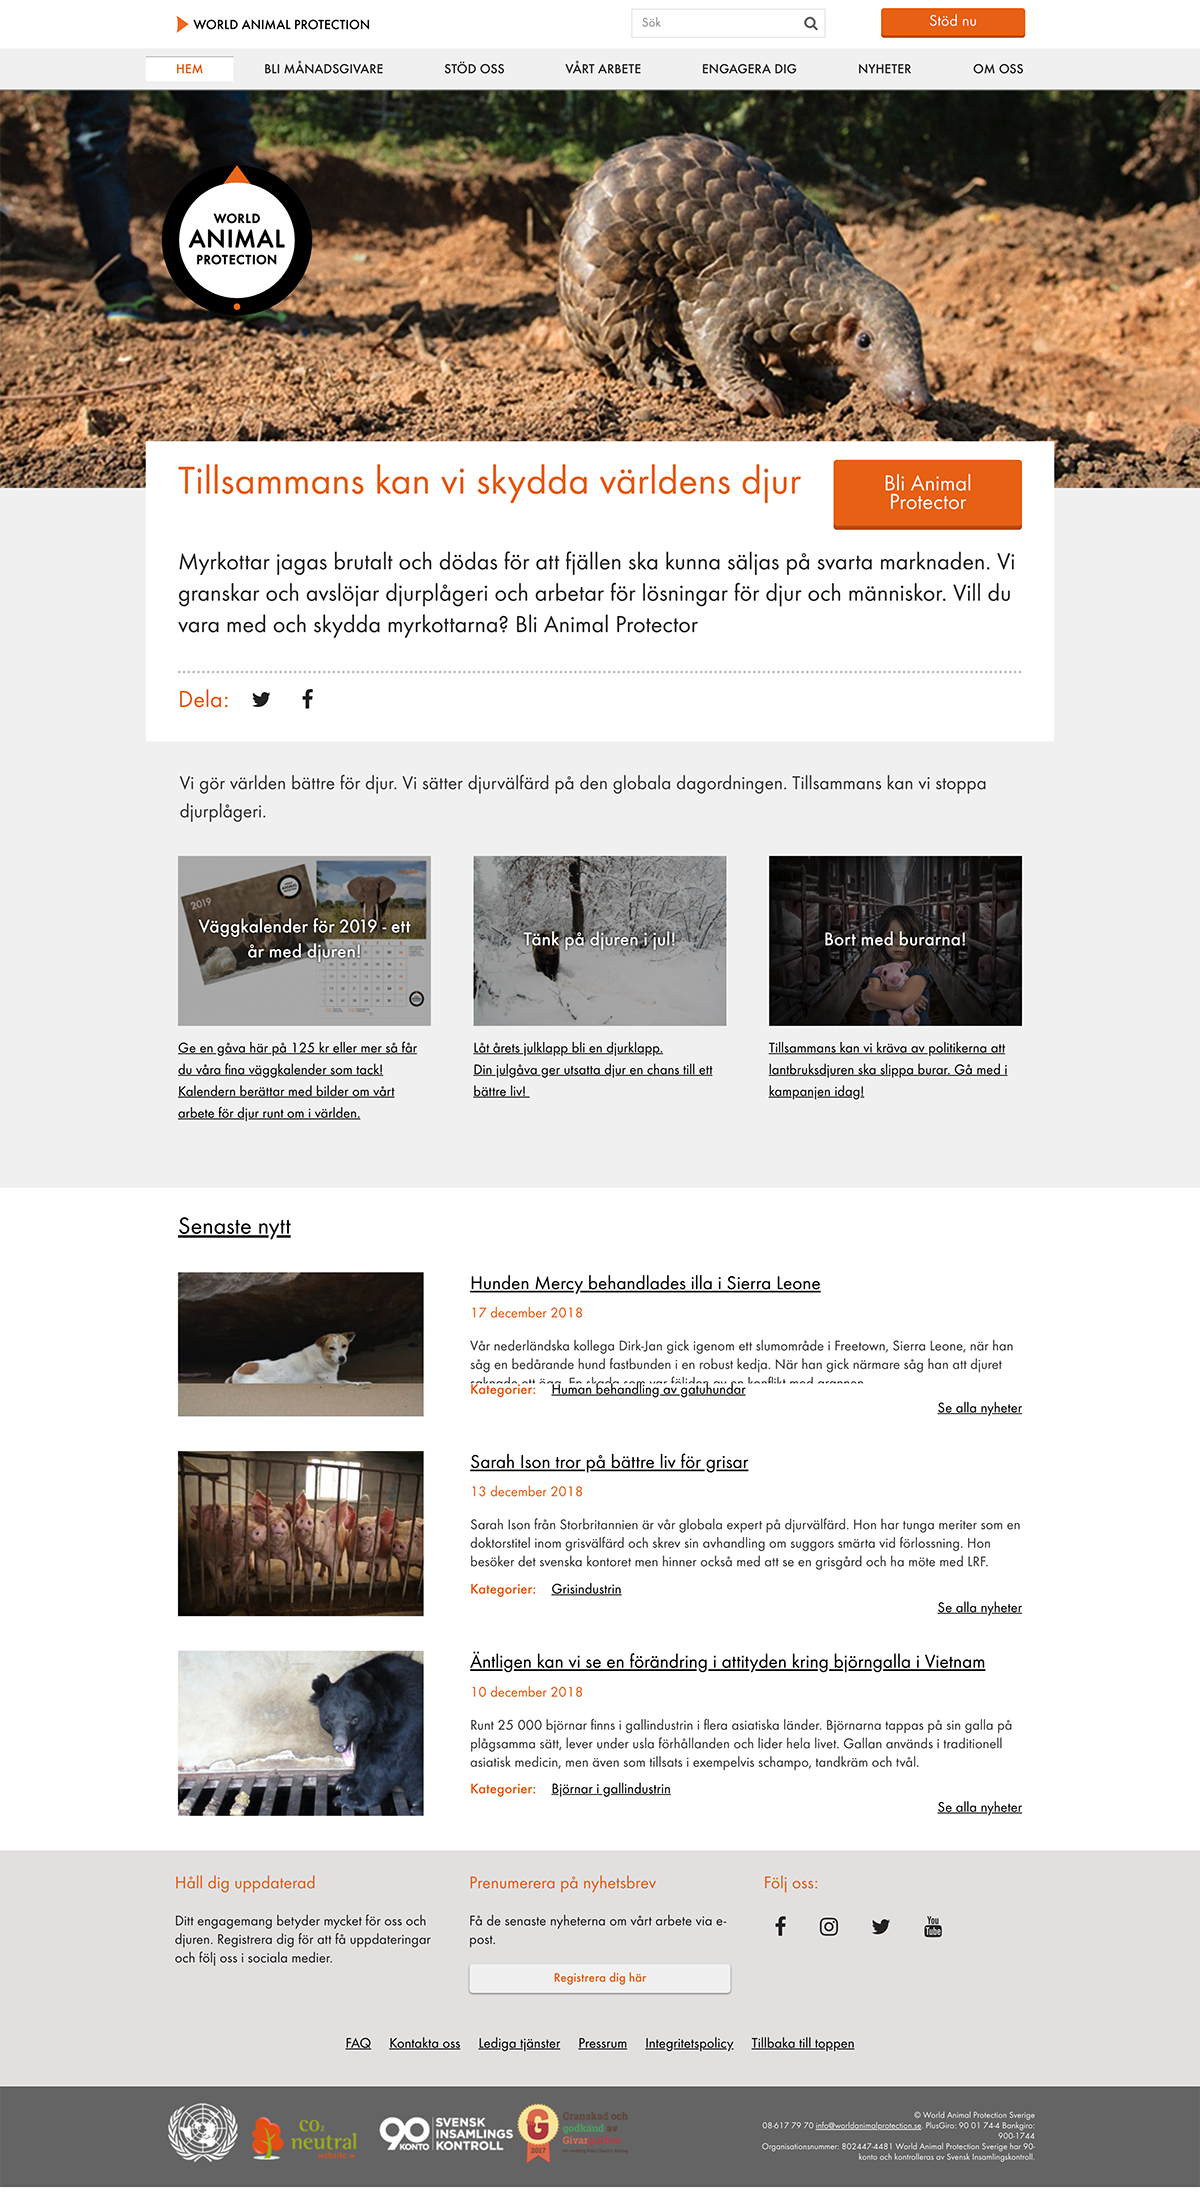 WORLD ANIMAL PROTECTION
Sök
Stöd nu
HEM
BLI MÅNADSGIVARE
STÖD OSS
VÅRT ARBETE
ENGAGERA DIG
NYHETER
OM OSS
WORLD
ANIMAL
PROTECTION
Tillsammans kan vi skydda världens djur
Bli Animal
Protector
Myrkottar jagas brutalt och dödas för att fjällen ska kunna säljas på svarta marknaden. Vi
granskar och avslöjar djurplågeri och arbetar för lösningar för djur och människor. Vill du
vara med och skydda myrkottarna? Bli Animal Protector
Dela:
Vi gör världen bättre för djur. Vi sätter djurvälfärd på den globala dagordningen. Tillsammans kan vi stoppa
djurplågeri.
2019
Väggkalender för 2019 - ett
år med djuren!
Tänk på djuren i jul!
Bort med burarna!
Ge en gåva här på 125 kr eller mer så får
du våra fina väggkalender som tack!
Kalendern berättar med bilder om vårt
arbete för djur runt om i världen.
Låt årets julklapp bli en djurklapp.
Din julgåva ger utsatta djur en chans till ett
bättre liv!
Tillsammans kan vi kräva av politikerna att
lantbruksdjuren ska slippa burar. Gå med i
kampanjen idag!
Senaste nytt
Hunden Mercy behandlades illa i Sierra Leone
17 december 2018
Vår nederländska kollega Dirk-Jan gick igenom ett slumområde i Freetown, Sierra Leone, när han
såg en bedårande hund fastbunden i en robust kedja. När han gick närmare såg han att djuret
saknade ett öga. En skada som var följden av en konflikt med grannen
Kategorier: Human behandling av gatuhundar
Se alla nyheter
Sarah Ison tror på bättre liv för grisar
13 december 2018
Sarah Ison från Storbritannien är vår globala expert på djurvälfärd. Hon har tunga meriter som en
doktorstitel inom grisvälfärd och skrev sin avhandling om suggors smärta vid förlossning. Hon
besöker det svenska kontoret men hinner också med att se en grisgård och ha möte med LRF.
Kategorier: Grisindustrin
Se alla nyheter
Äntligen kan vi se en förändring i attityden kring björngalla i Vietnam
10 december 2018
Runt 25 000 björnar finns i gallindustrin i flera asiatiska länder. Björnarna tappas på sin galla på
plågsamma sätt, lever under usla förhållanden och lider hela livet. Gallan används i traditionell
asiatisk medicin, men även som tillsats i exempelvis schampo, tandkräm och tvål.
Kategorier: Björnar i gallindustrin
Se alla nyheter
Håll dig uppdaterad
Ditt engagemang betyder mycket för oss och
djuren. Registrera dig för att få uppdateringar
och följ oss i sociala medier.
Prenumerera på nyhetsbrev
Få de senaste nyheterna om vårt arbete via e-
post.
Registrera dig här
Följ oss:
You
Tube
FAQ
Kontakta oss
Lediga tjänster
Pressrum
Integritetspolicy
Tillbaka till toppen
CO2
neutral
website
90
KONTO
SVENSK
INSAMLINGS
KONTROLL
G
2017
Granskad och
godkänd av
Givarguiden
© World Animal Protection Sverige
08-617 79 70 info@worldanimalprotection.se. PlusGiro: 90 01 74-4 Bankgiro:
900-1744
Organisationsnummer: 802447-4481 World Animal Protection Sverige har 90-
konto och kontrolleras av Svensk Insamlingskontroll.